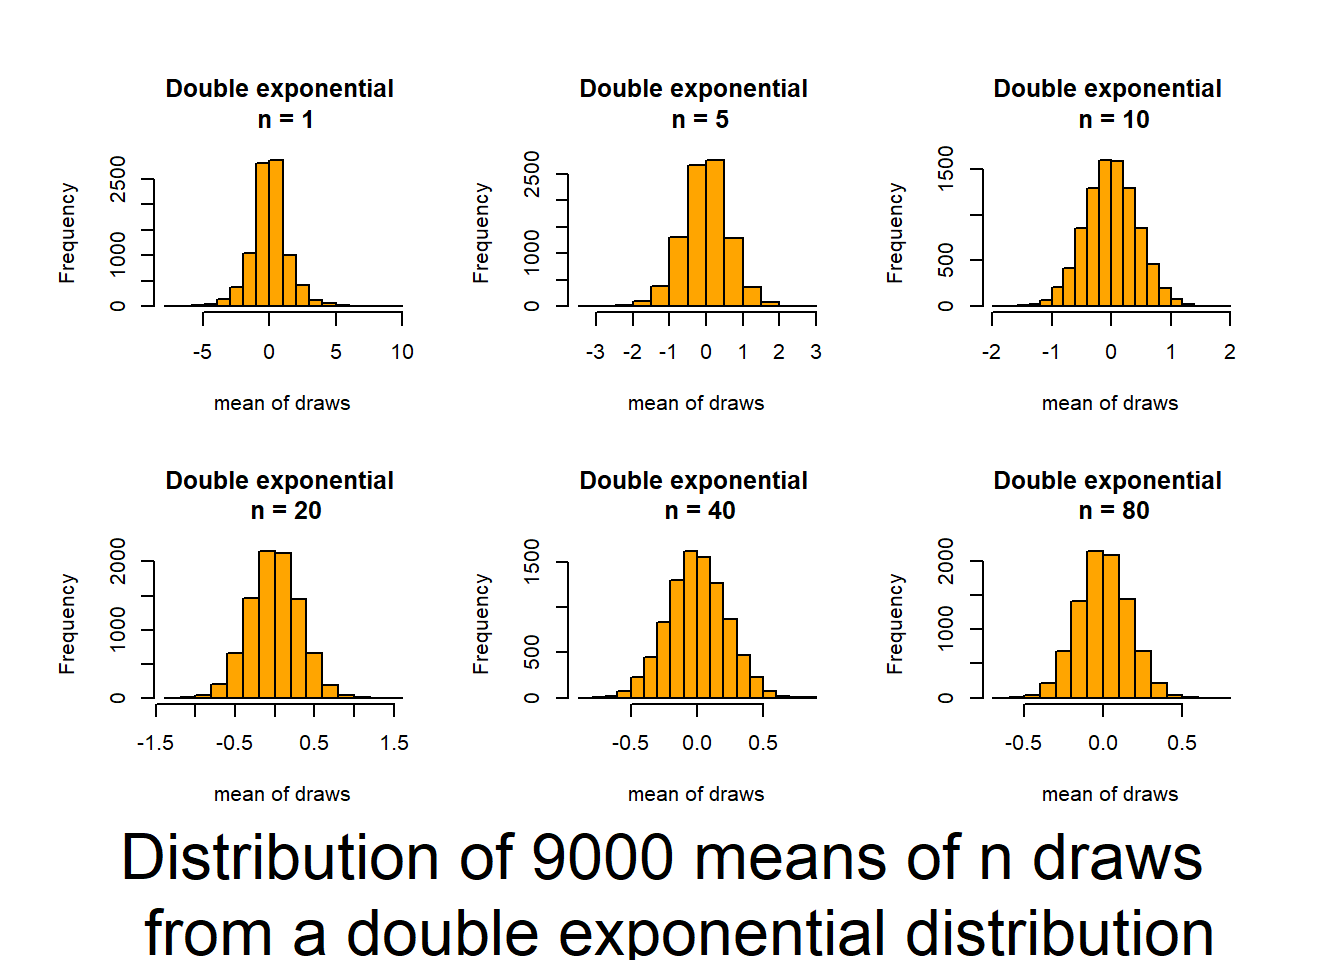 Double exponential
n = 1
Frequency
0 1000 2500
-5 0 5 10
mean of draws
Double exponential
n = 5
Frequency
0 1000 2500
-3 -2 -1 0 1 2 3
mean of draws
Double exponential
n = 10
Frequency
0 500 1500
-2 -1 0 1 2
mean of draws
Double exponential
n = 20
Frequency
0 1000 2000
-1.5 -0.5 0.5 1.5
mean of draws
Double exponential
n = 40
Frequency
0 500 1500
-0.5 0.0 0.5
mean of draws
Double exponential
n = 80
Frequency
0 1000 2000
-0.5 0.0 0.5
mean of draws
Distribution of 9000 means of n draws
from a double exponential distribution